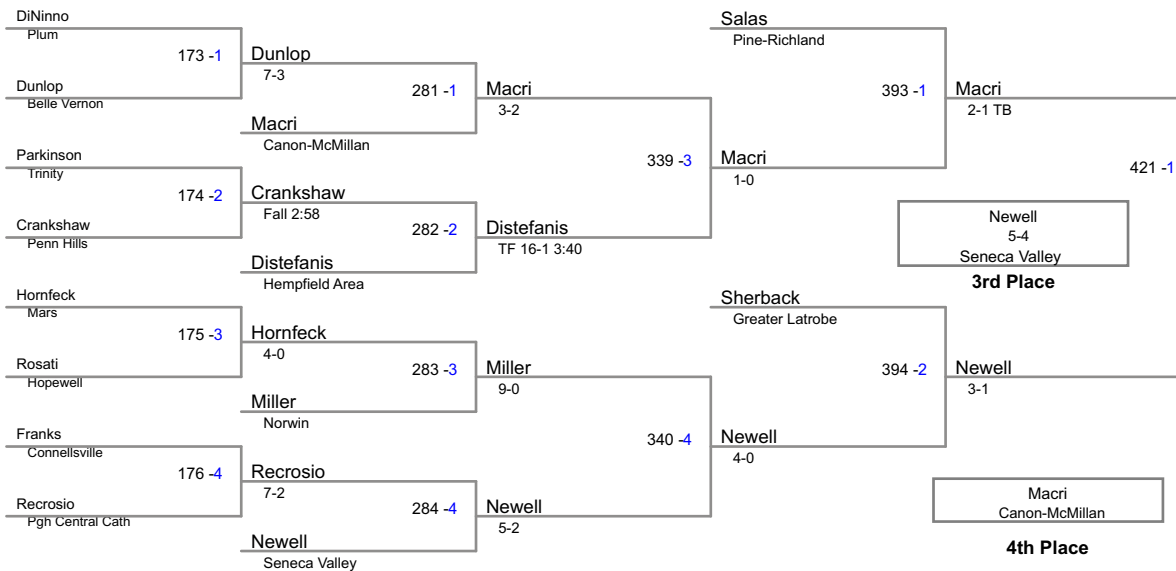 DiNinno
Plum
173 -1
Dunlop
Belle Vernon
Parkinson
Trinity
174 -2
Crankshaw
Penn Hills
Hornfeck
Mars
175 -3
Rosati
Hopewell
Franks
Connellsville
176 -4
Recrosio
Pgh Central Cath
Dunlop
7-3
281 -1
Macri
Canon-McMillan
Crankshaw
Fall 2:58
282 -2
Distefanis
Hempfield Area
Hornfeck
4-0
283 -3
Miller
Norwin
Recrosio
7-2
284 -4
Newell
Seneca Valley
Macri
3-2
339 -3
Distefanis
TF 16-1 3:40
Miller
9-0
340 -4
Newell
5-2
Salas
Pine-Richland
393 -1
Macri
1-0
Sherback
Greater Latrobe
394 -2
Newell
4-0
Macri
2-1 TB
421 -1
Newell
5-4
Seneca Valley
3rd Place
Newell
3-1
Macri
Canon-McMillan
4th Place